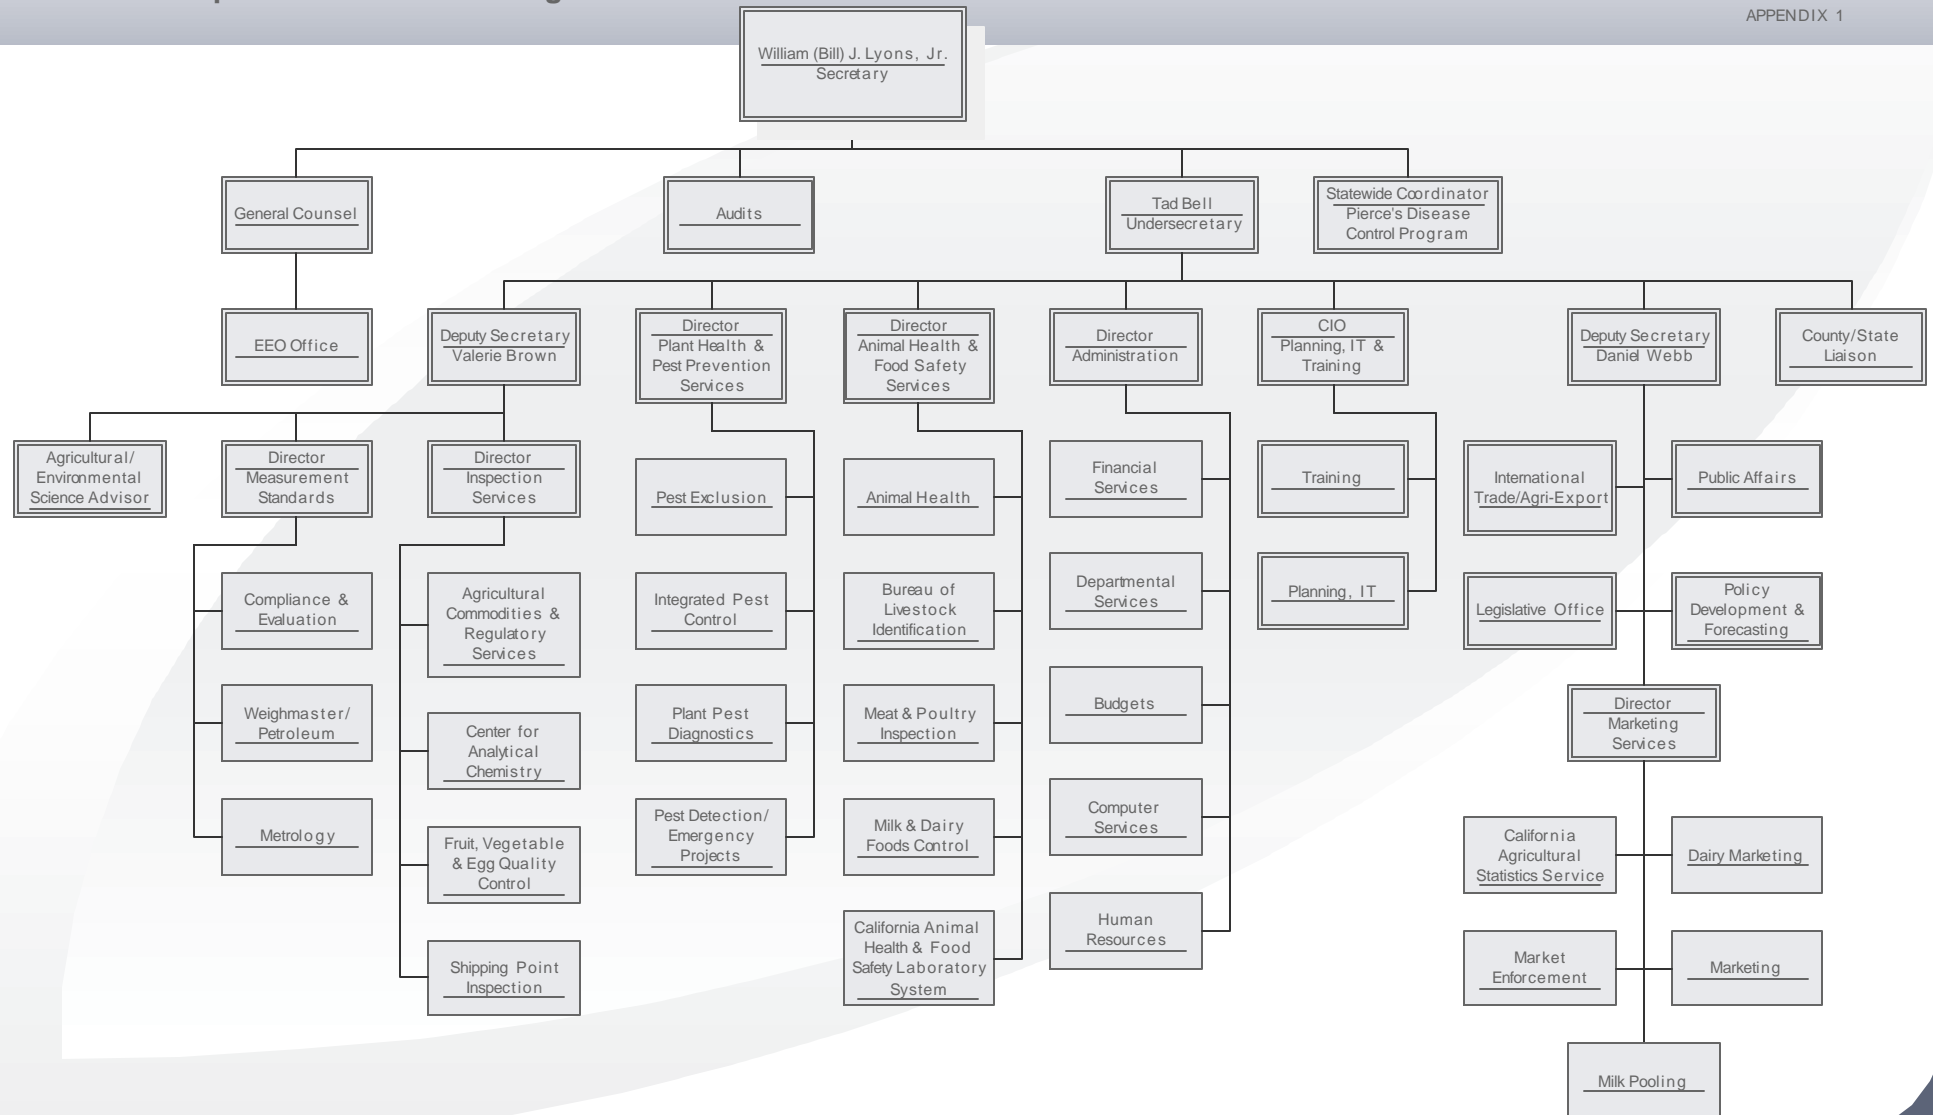 APPENDIX 1
William (Bill) J. Lyons, Jr.
Secretary
General Counsel
Audits
Tad Bell
Undersecretary
Statewide Coordinator
Pierce's Disease
Control Program
EEO Office
Deputy Secretary
Valerie Brown
Director
Plant Health &
Pest Prevention
Services
Director
Animal Health &
Food Safety
Services
Director
Administration
CIO
Planning, IT &
Training
Deputy Secretary
Daniel Webb
County/State
Liaison
Agricultural/
Environmental
Science Advisor
Director
Measurement
Standards
Director
Inspection
Services
Pest Exclusion
Animal Health
Financial
Services
Training
International
Trade/Agri-Export
Public Affairs
Compliance &
Evaluation
Agricultural
Commodities &
Regulatory
Services
Integrated Pest
Control
Bureau of
Livestock
Identification
Departmental
Services
Planning, IT
Legislative Office
Policy
Development &
Forecasting
Weighmaster/
Petroleum
Center for
Analytical
Chemistry
Plant Pest
Diagnostics
Meat & Poultry
Inspection
Budgets
Director
Marketing
Services
Metrology
Fruit, Vegetable
& Egg Quality
Control
Pest Detection/
Emergency
Projects
Milk & Dairy
Foods Control
Computer
Services
California
Agricultural
Statistics Service
Dairy Marketing
Shipping Point
Inspection
California Animal
Health & Food
Safety Laboratory
System
Human
Resources
Market
Enforcement
Marketing
Milk Pooling